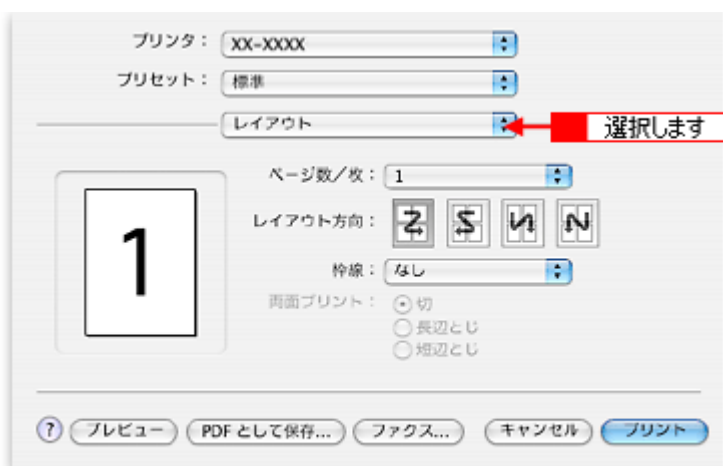 プリンタ： XX-XXXX
プリセット： 標準
レイアウト 選択します
ページ数／枚： 1
レイアウト方向：
1
枠線： なし
両面プリント： 切
長辺とじ
短辺とじ
? プレビュー PDF として保存... ファクス... キャンセル プリント